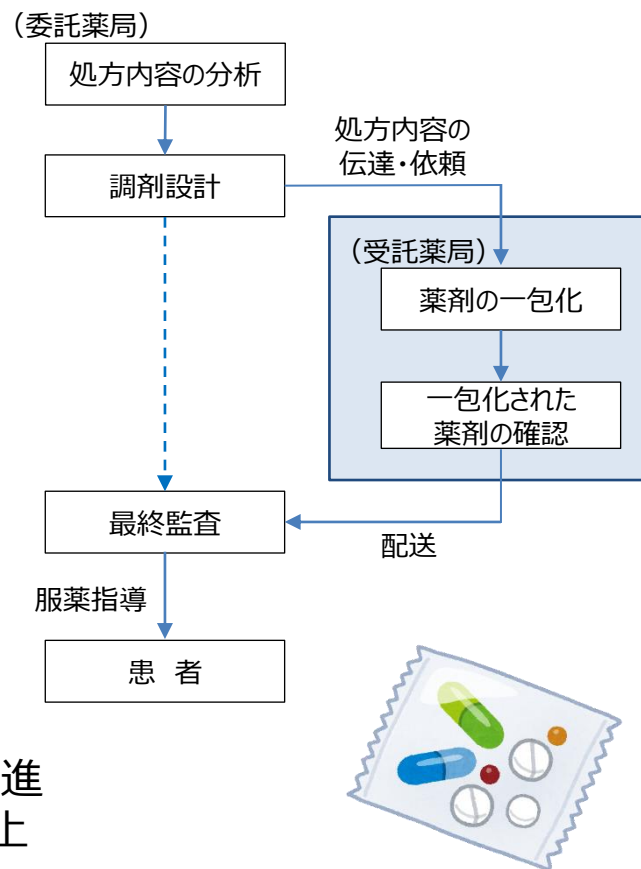 （委託薬局）
処方内容の分析
調剤設計
処方内容の
伝達・依頼
（受託薬局）
薬剤の一包化
一包化された
薬剤の確認
最終監査
配送
服薬指導
患 者
進
上